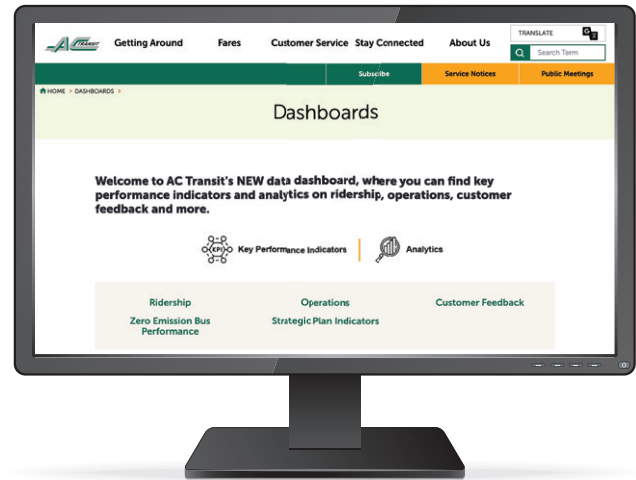 AC TRANSIT
Getting Around Fares Customer Service Stay Connected About Us
TRANSLATE
Search Term
Subscribe Service Notices Public Meetings
HOME > DASHBOARDS >
Dashboards
Welcome to AC Transit's NEW data dashboard, where you can find key
performance indicators and analytics on ridership, operations, customer
feedback and more.
KPI Key Performance Indicators Analytics
Ridership Operations Customer Feedback
Zero Emission Bus Strategic Plan Indicators
Performance